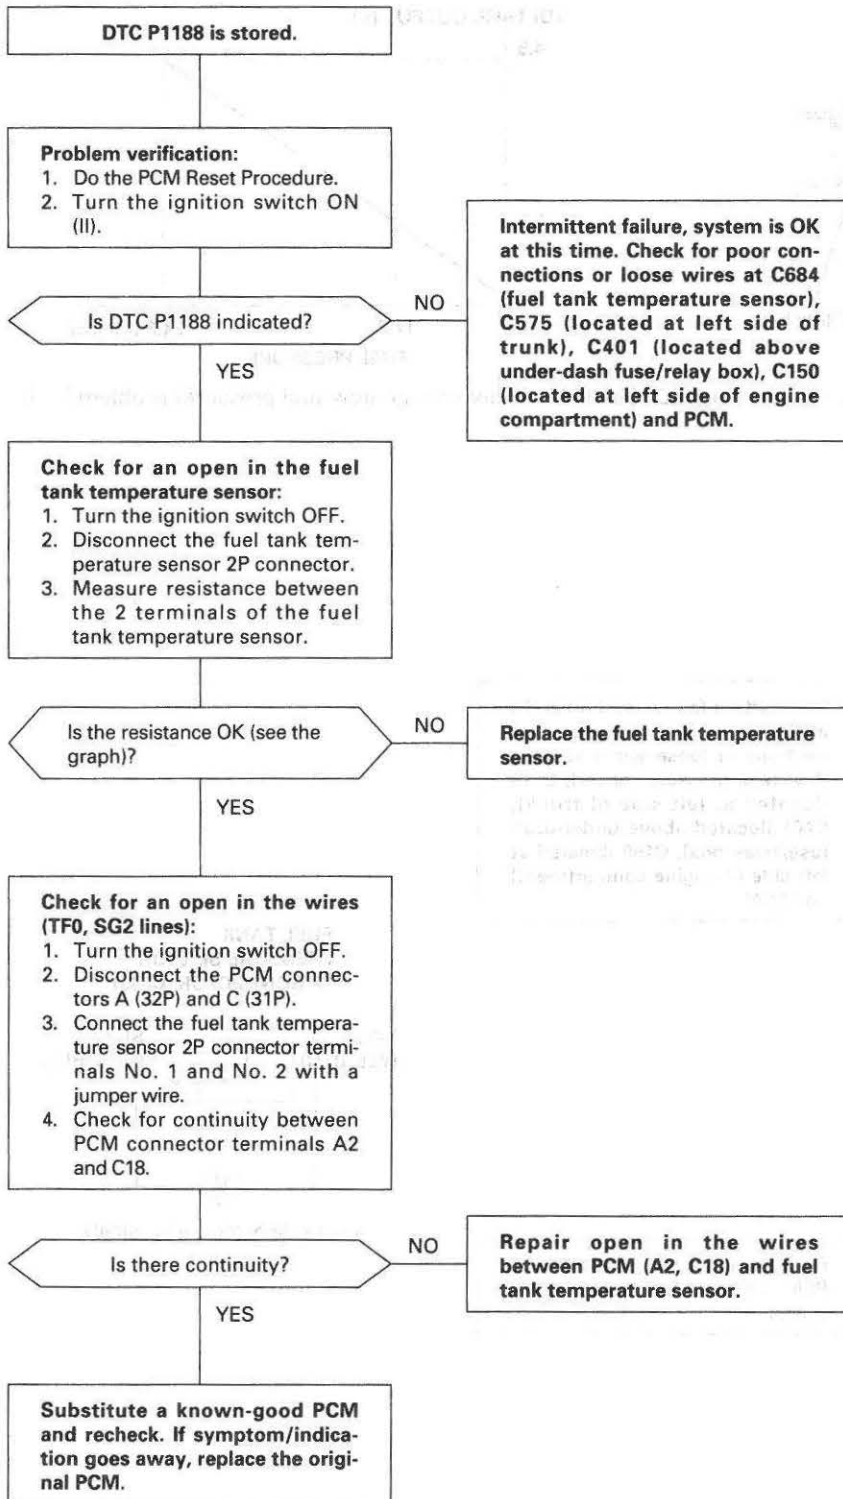 DTC P1188 is stored.
Problem verification:
1. Do the PCM Reset Procedure.
2. Turn the ignition switch ON
(II).
Is DTC P1188 indicated?
NO
Intermittent failure, system is OK
at this time. Check for poor con-
nections or loose wires at C684
(fuel tank temperature sensor),
C575 (located at left side of
trunk), C401 (located above
under-dash fuse/relay box), C150
(located at left side of engine
compartment) and PCM.
YES
Check for an open in the fuel
tank temperature sensor:
1. Turn the ignition switch OFF.
2. Disconnect the fuel tank tem-
perature sensor 2P connector.
3. Measure resistance between
the 2 terminals of the fuel
tank temperature sensor.
Is the resistance OK (see the
graph)?
NO
Replace the fuel tank temperature
sensor.
YES
Check for an open in the wires
(TF0, SG2 lines):
1. Turn the ignition switch OFF.
2. Disconnect the PCM connec-
tors A (32P) and C (31P).
3. Connect the fuel tank tempera-
ture sensor 2P connector termi-
nals No. 1 and No. 2 with a
jumper wire.
4. Check for continuity between
PCM connector terminals A2
and C18.
Is there continuity?
NO
Repair open in the wires
between PCM (A2, C18) and fuel
tank temperature sensor.
YES
Substitute a known-good PCM
and recheck. If symptom/indica-
tion goes away, replace the origi-
nal PCM.